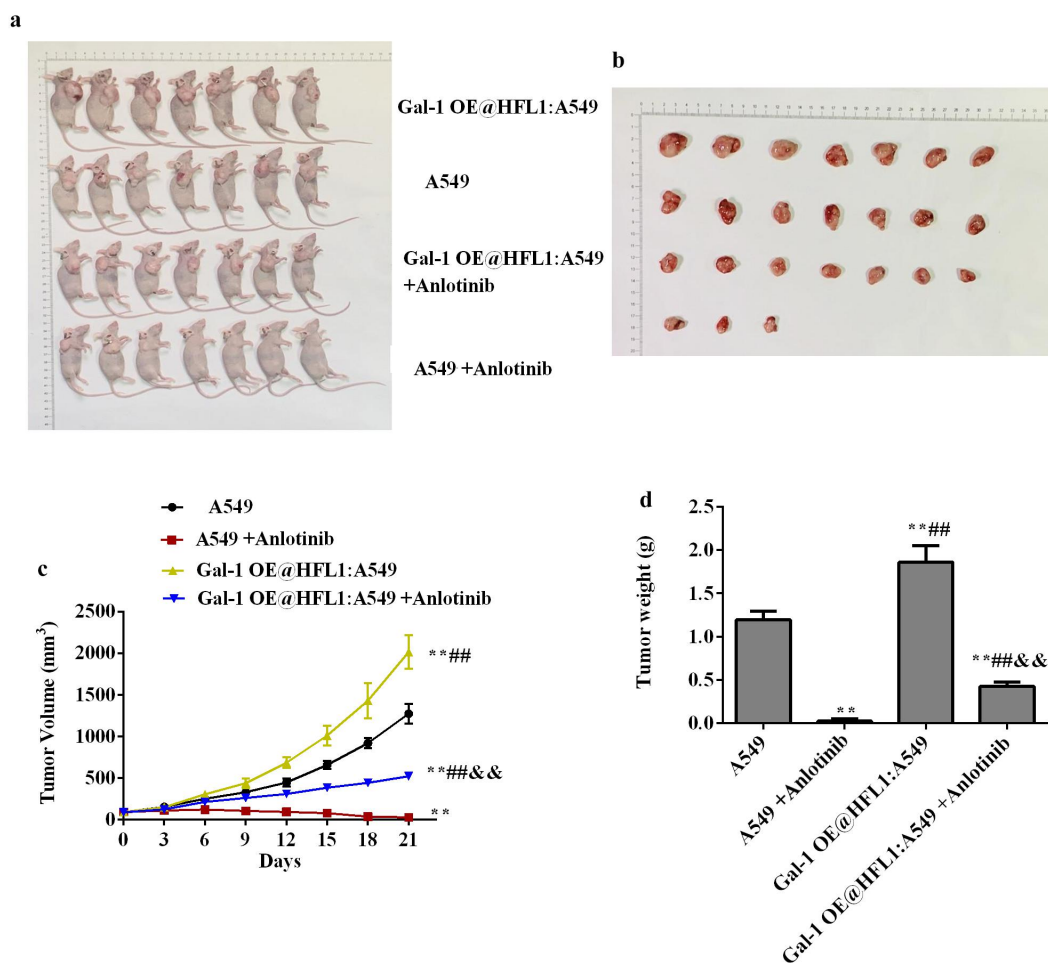 a
Gal-1 OE@HFL1:A549
A549
Gal-1 OE@HFL1:A549
+Anlotinib
A549 +Anlotinib
b
A549
A549 +Anlotinib
Gal-1 OE@HFL1:A549
Gal-1 OE@HFL1:A549 +Anlotinib
c
Tumor Volume (mm³)
2500
2000
1500
1000
500
0
**##
**##&&
**
0 3 6 9 12 15 18 21
Days
d
Tumor weight (g)
2.5
2.0
1.5
1.0
0.5
0.0
**
**##
**##&&
A549
A549 +Anlotinib
Gal-1 OE@HFL1:A549
Gal-1 OE@HFL1:A549 +Anlotinib